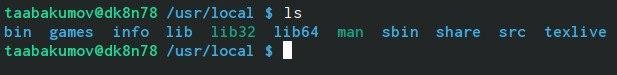 taabakumov@dk8n78 /usr/local $ ls
bin games info lib lib32 lib64 man sbin share src texlive
taabakumov@dk8n78 /usr/local $